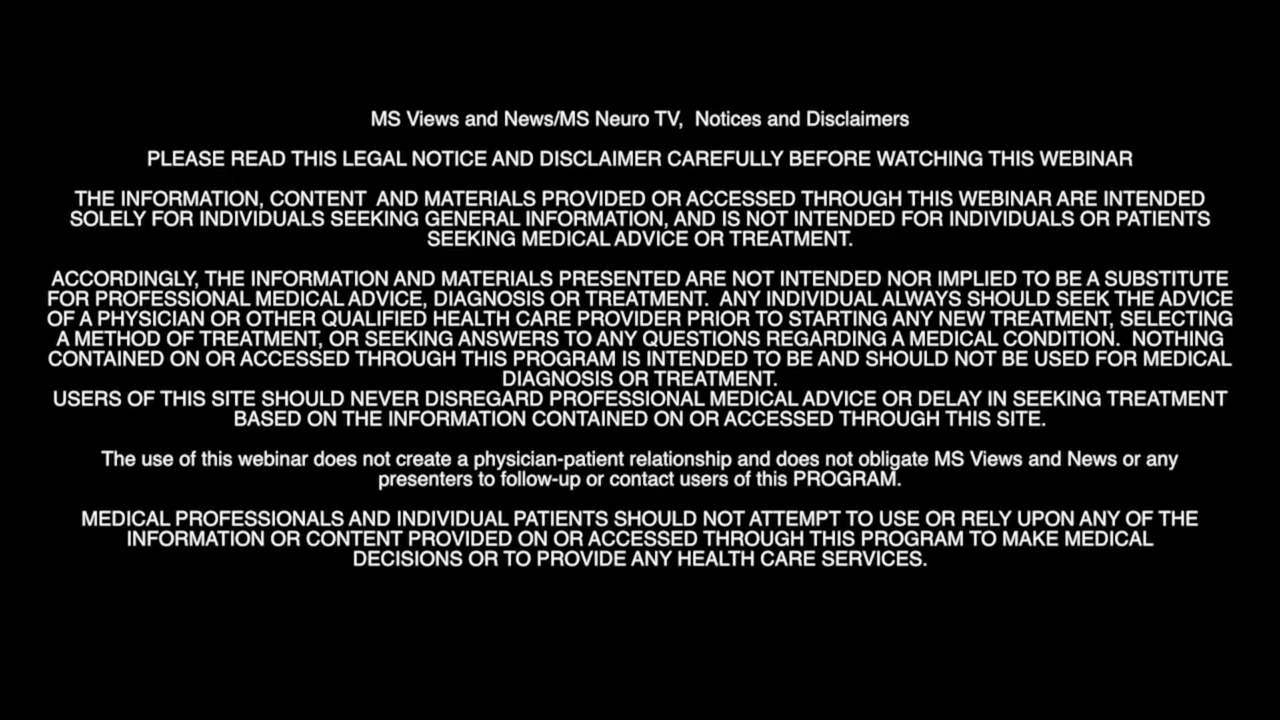 MS Views and News/MS Neuro TV,  Notices and Disclaimers
PLEASE READ THIS LEGAL NOTICE AND DISCLAIMER CAREFULLY BEFORE WATCHING THIS WEBINAR
THE INFORMATION, CONTENT  AND MATERIALS PROVIDED OR ACCESSED THROUGH THIS WEBINAR ARE INTENDED
SOLELY FOR INDIVIDUALS SEEKING GENERAL INFORMATION, AND IS NOT INTENDED FOR INDIVIDUALS OR PATIENTS
SEEKING MEDICAL ADVICE OR TREATMENT.
ACCORDINGLY, THE INFORMATION AND MATERIALS PRESENTED ARE NOT INTENDED NOR IMPLIED TO BE A SUBSTITUTE
FOR PROFESSIONAL MEDICAL ADVICE, DIAGNOSIS OR TREATMENT.  ANY INDIVIDUAL ALWAYS SHOULD SEEK THE ADVICE
OF A PHYSICIAN OR OTHER QUALIFIED HEALTH CARE PROVIDER PRIOR TO STARTING ANY NEW TREATMENT, SELECTING
A METHOD OF TREATMENT, OR SEEKING ANSWERS TO ANY QUESTIONS REGARDING A MEDICAL CONDITION.  NOTHING
CONTAINED ON OR ACCESSED THROUGH THIS PROGRAM IS INTENDED TO BE AND SHOULD NOT BE USED FOR MEDICAL
DIAGNOSIS OR TREATMENT.
USERS OF THIS SITE SHOULD NEVER DISREGARD PROFESSIONAL MEDICAL ADVICE OR DELAY IN SEEKING TREATMENT
BASED ON THE INFORMATION CONTAINED ON OR ACCESSED THROUGH THIS SITE.
The use of this webinar does not create a physician-patient relationship and does not obligate MS Views and News or any
presenters to follow-up or contact users of this PROGRAM.
MEDICAL PROFESSIONALS AND INDIVIDUAL PATIENTS SHOULD NOT ATTEMPT TO USE OR RELY UPON ANY OF THE
INFORMATION OR CONTENT PROVIDED ON OR ACCESSED THROUGH THIS PROGRAM TO MAKE MEDICAL
DECISIONS OR TO PROVIDE ANY HEALTH CARE SERVICES.